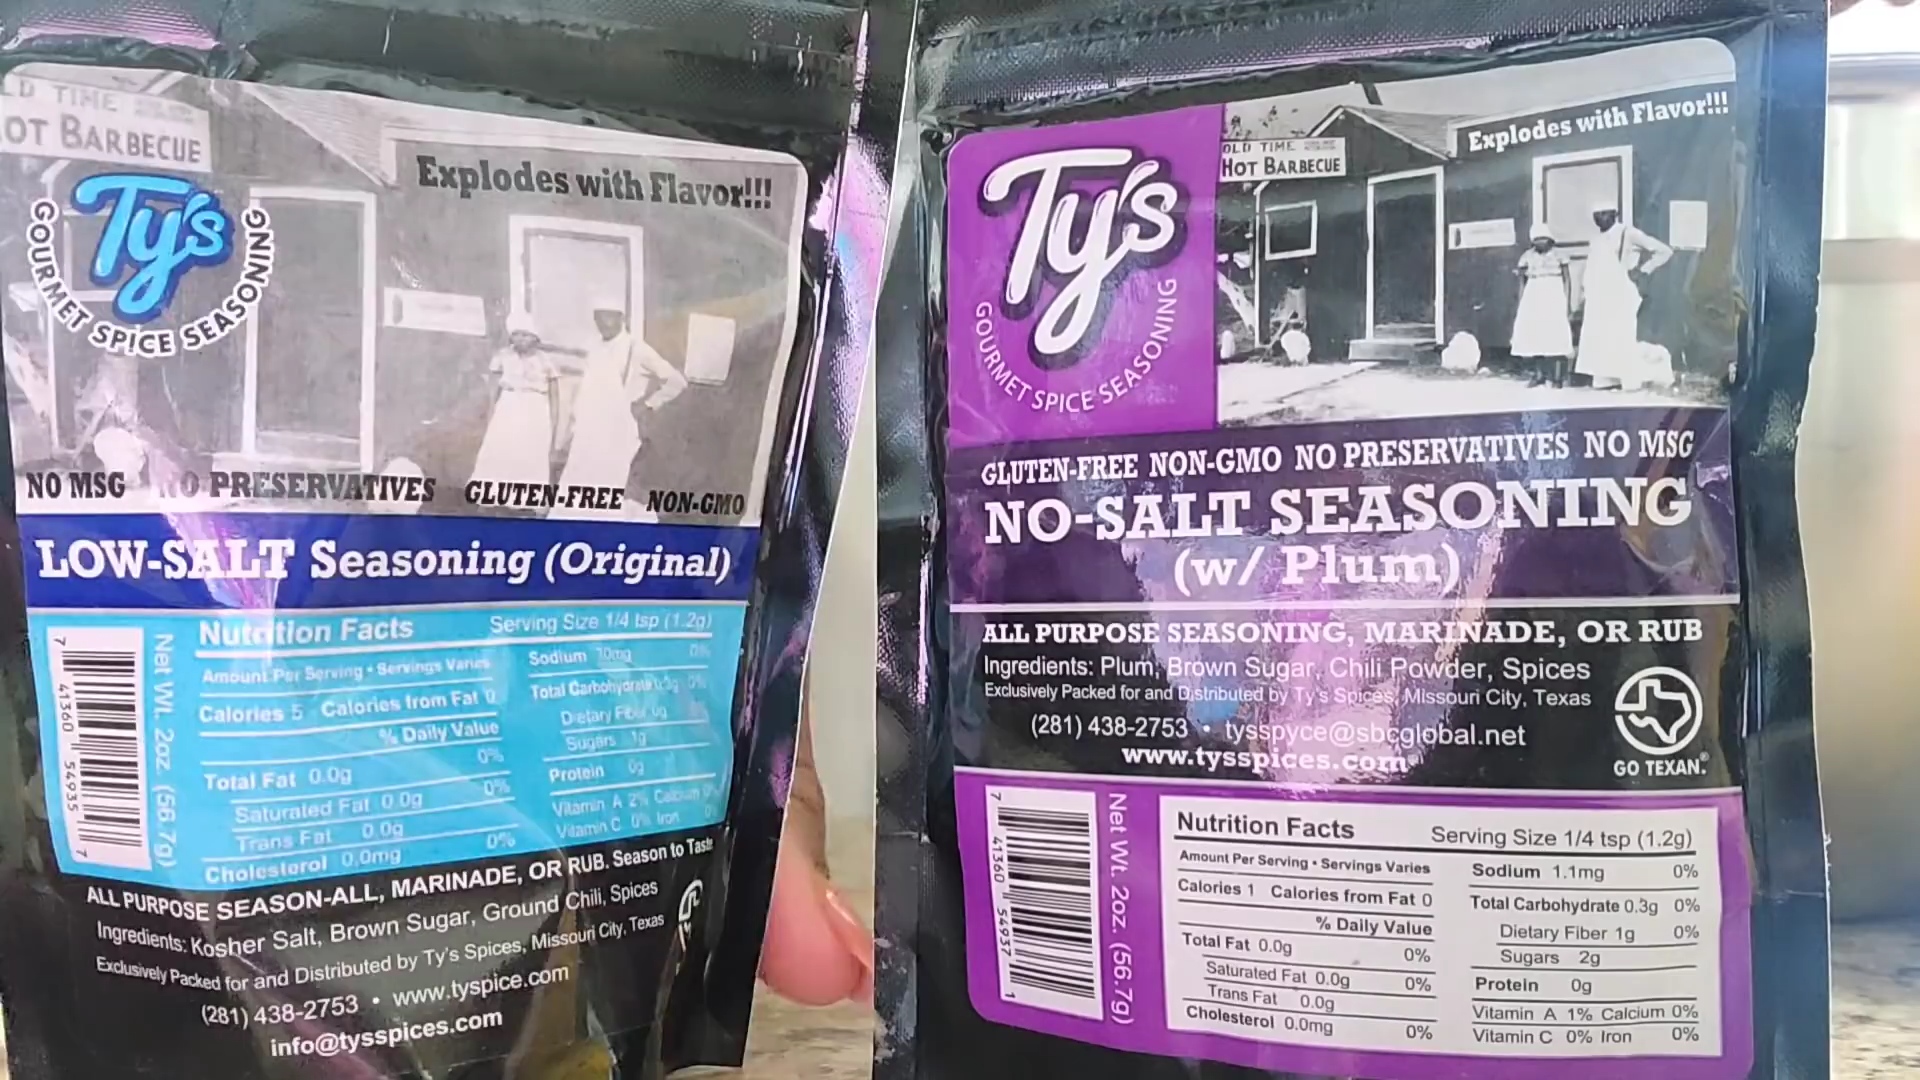 OLD TIME
HOT BARBECUE
Explodes with Flavor!!!
Ty's
GOURMET SPICE SEASONING
NO MSG NO PRESERVATIVES GLUTEN-FREE NON-GMO
LOW-SALT Seasoning (Original)
Nutrition Facts Serving Size 1/4 tsp (1.2g)
Amount Per Serving • Servings Varies
Calories 5 Calories from Fat 0
% Daily Value
0%
Total Fat 0.0g
Saturated Fat 0.0g 0%
Trans Fat 0.0g
Cholesterol 0.0mg 0%
Sodium 0%
Total Carbohydrate 0%
Dietary Fiber 0g
Sugars 1g
Protein 0g
Vitamin A 2% Calcium 0%
Vitamin C 0% Iron
7 41360 54935 7
Net Wt. 2oz. (56.7g)
ALL PURPOSE SEASON-ALL, MARINADE, OR RUB. Season to Taste
Ingredients: Kosher Salt, Brown Sugar, Ground Chili, Spices
Exclusively Packed for and Distributed by Ty's Spices, Missouri City, Texas
(281) 438-2753 • www.tyspice.com
info@tysspices.com
Ty's
GOURMET SPICE SEASONING
OLD TIME
HOT BARBECUE
Explodes with Flavor!!!
GLUTEN-FREE NON-GMO NO PRESERVATIVES NO MSG
NO-SALT SEASONING
(w/ Plum)
ALL PURPOSE SEASONING, MARINADE, OR RUB
Ingredients: Plum, Brown Sugar, Chili Powder, Spices
Exclusively Packed for and Distributed by Ty's Spices, Missouri City, Texas
(281) 438-2753 • tysspyce@sbcglobal.net
www.tysspices.com
GO TEXAN.®
7 41360 54937 1
Net Wt. 2oz. (56.7g)
Nutrition Facts Serving Size 1/4 tsp (1.2g)
Amount Per Serving • Servings Varies
Calories 1 Calories from Fat 0
% Daily Value
Total Fat 0.0g 0%
Saturated Fat 0.0g 0%
Trans Fat 0.0g
Cholesterol 0.0mg 0%
Sodium 1.1mg 0%
Total Carbohydrate 0.3g 0%
Dietary Fiber 1g 0%
Sugars 2g
Protein 0g
Vitamin A 1% Calcium 0%
Vitamin C 0% Iron 0%